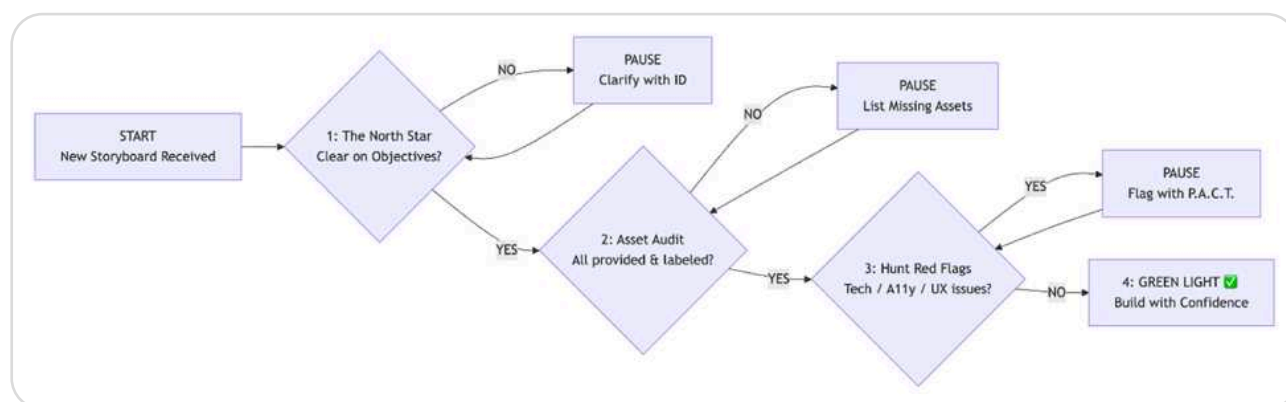 START
New Storyboard Received
1: The North Star
Clear on Objectives?
NO
PAUSE
Clarify with ID
YES
2: Asset Audit
All provided & labeled?
NO
PAUSE
List Missing Assets
YES
3: Hunt Red Flags
Tech / A11y / UX issues?
YES
PAUSE
Flag with P.A.C.T.
NO
4: GREEN LIGHT ✅
Build with Confidence